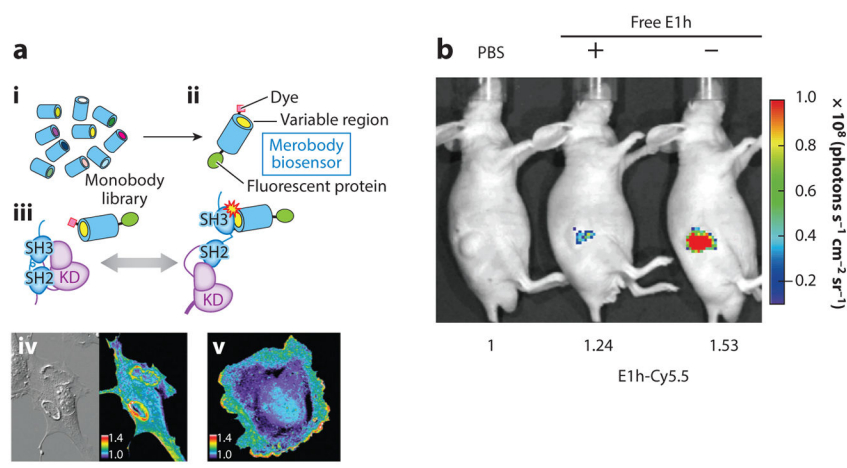 a
i
ii
Dye
Variable region
Merobody
biosensor
Fluorescent protein
Monobody
library
iii
SH3
SH2
KD
SH3
SH2
KD
iv
1.4
1.0
v
1.4
1.0
b
Free E1h
PBS
+
−
1.0
0.8
0.6
0.4
0.2
× 10⁸ (photons s⁻¹ cm⁻² sr⁻¹)
1
1.24
1.53
E1h-Cy5.5